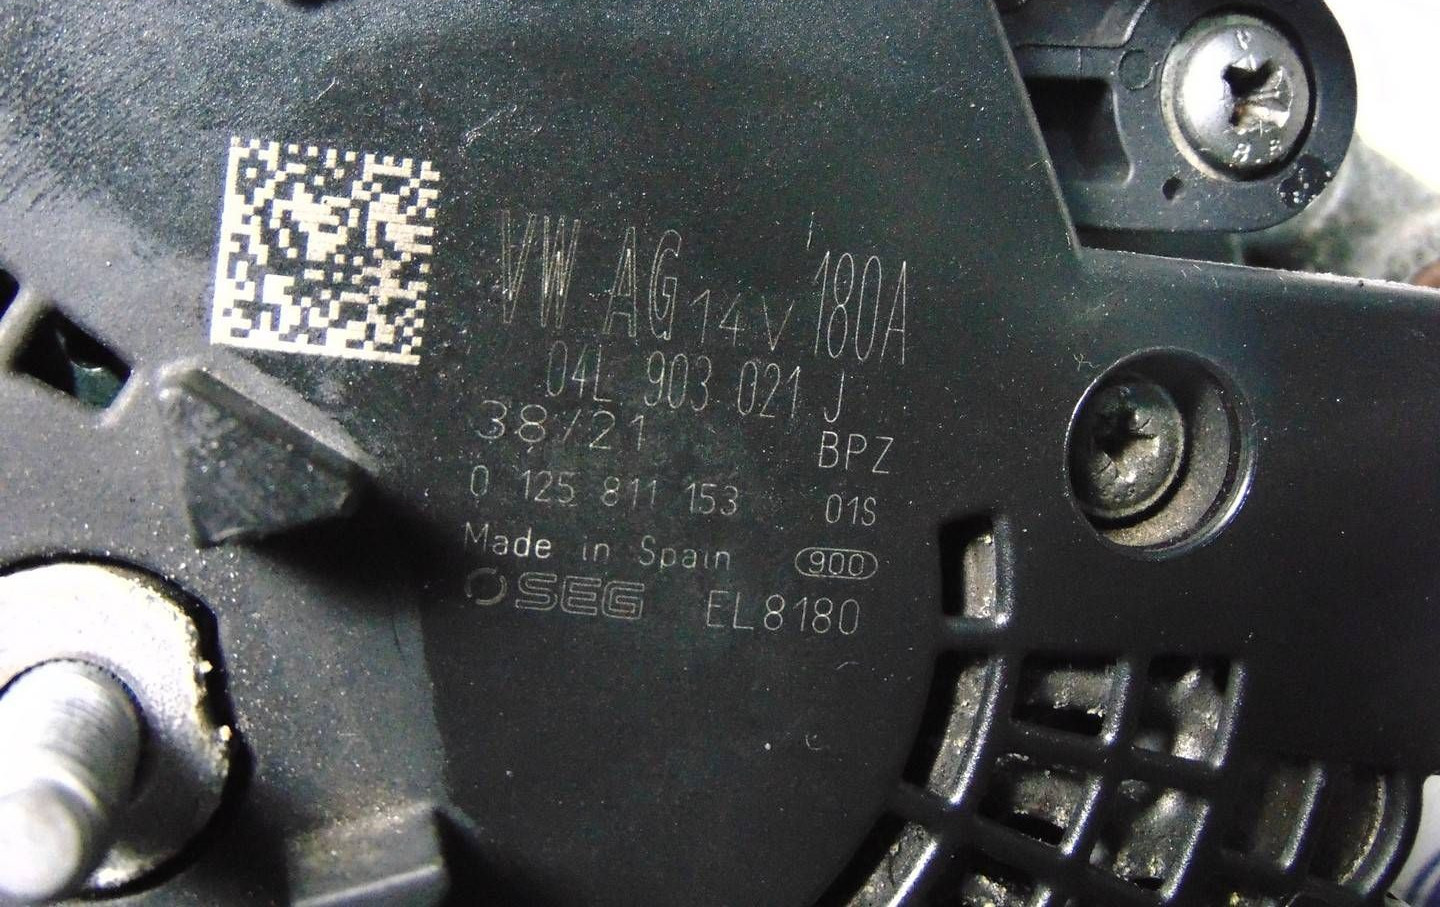 VW AG 14V 180A
04L 903 021 J
38/21 BPZ
0 125 811 153 01S
Made in Spain 900
SEG EL8180